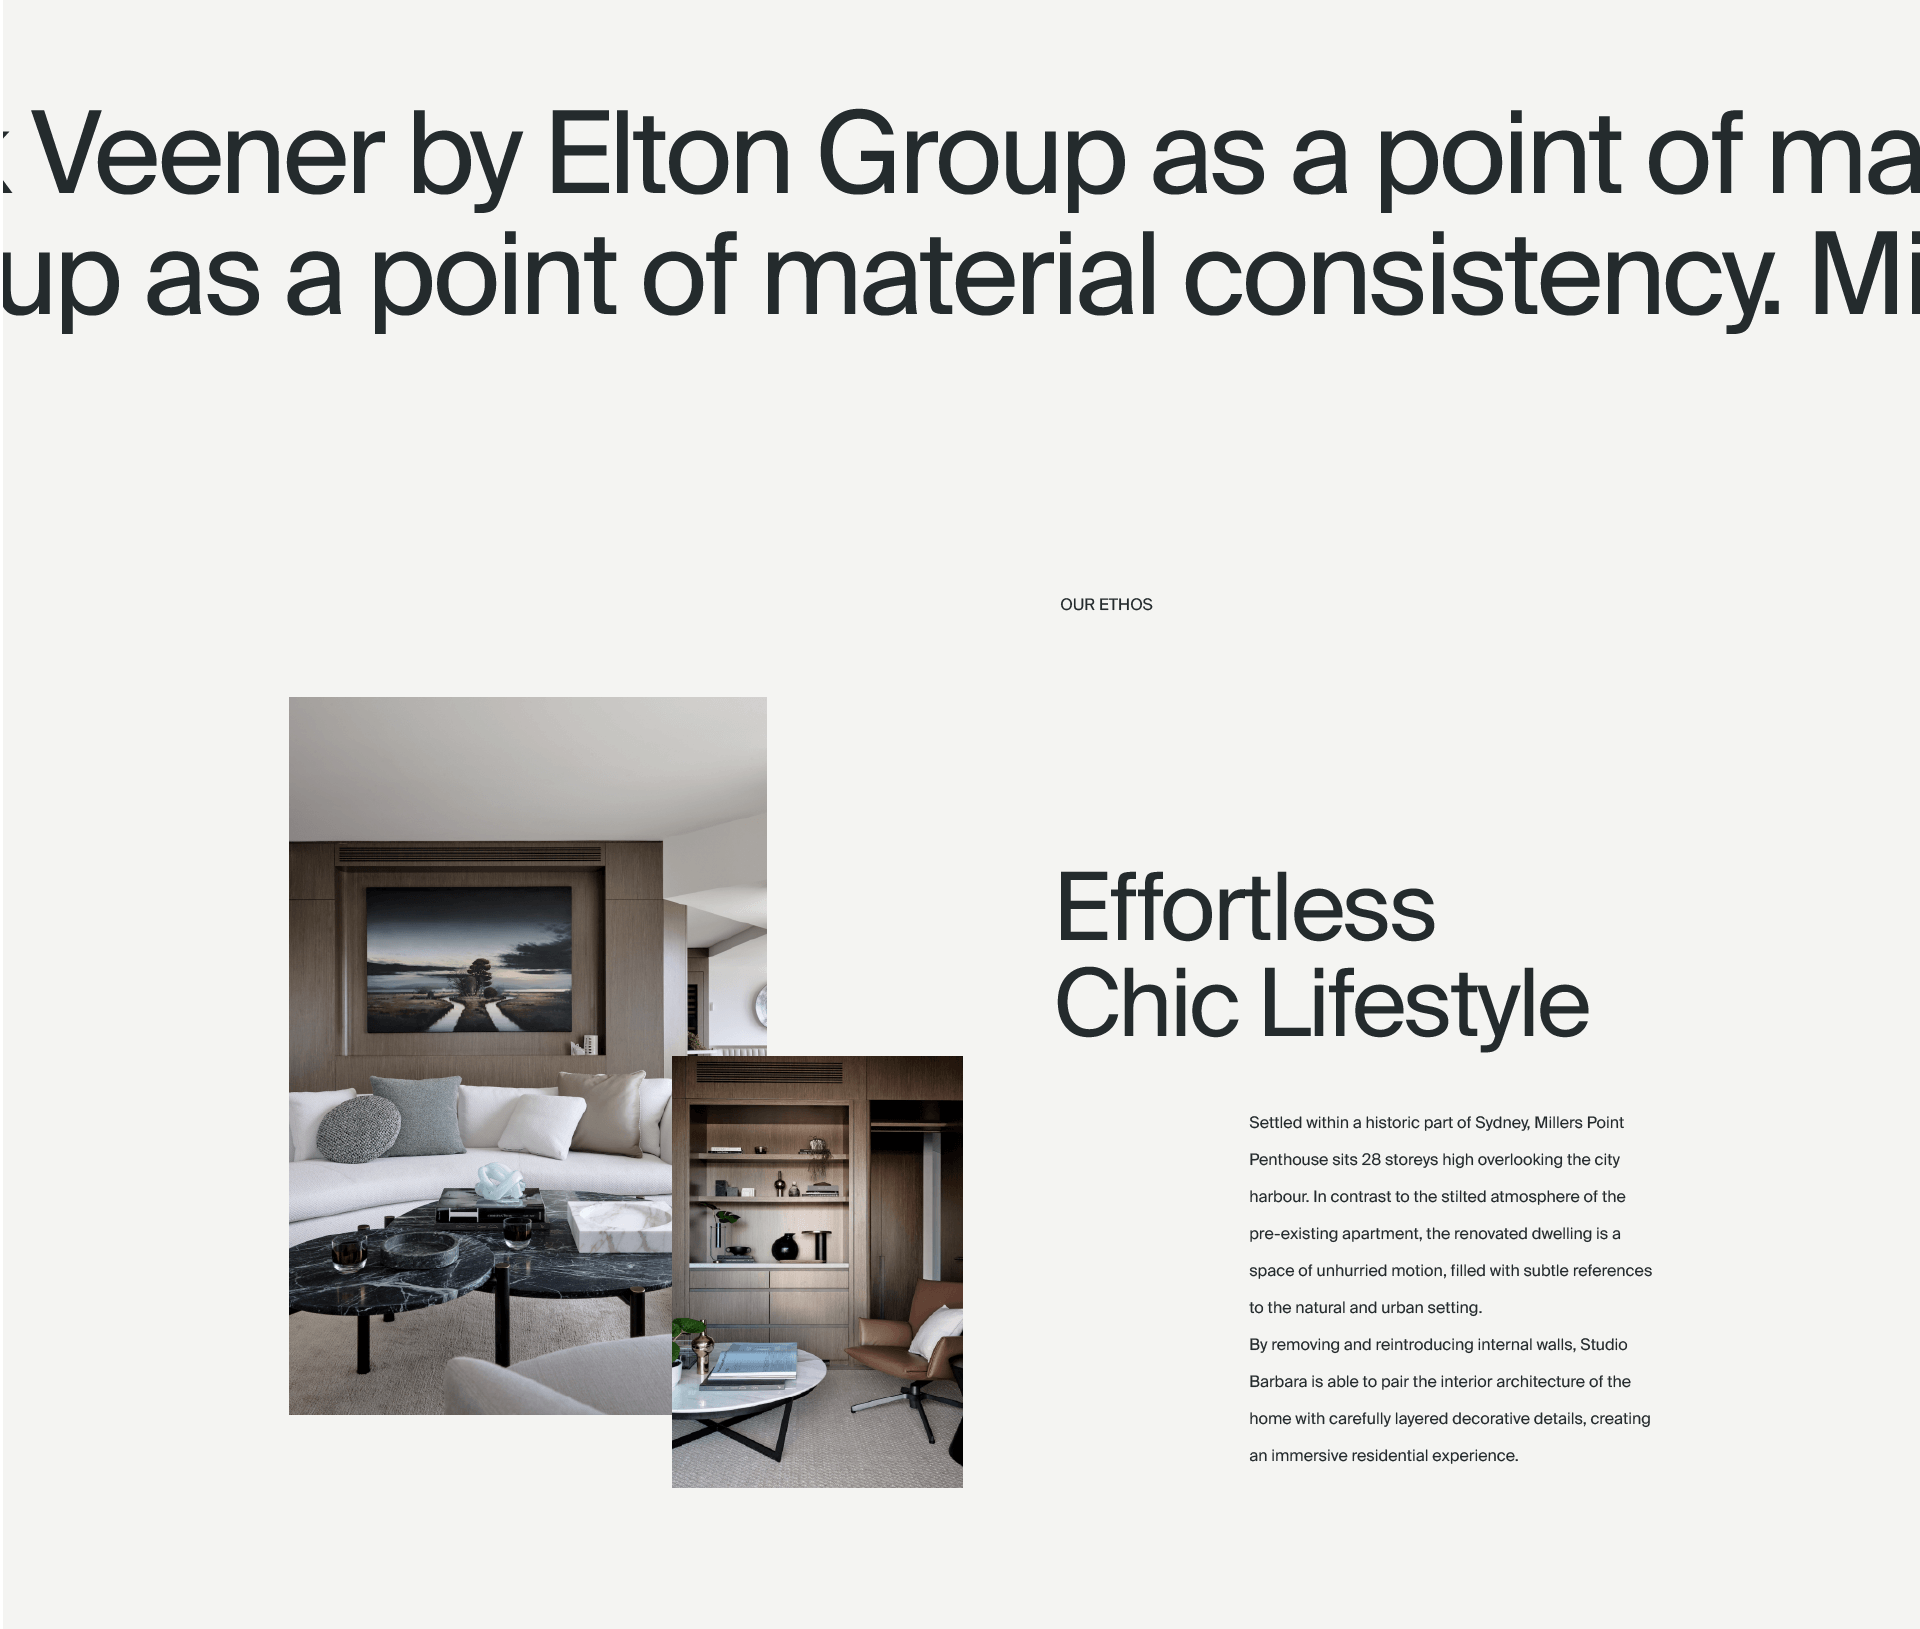 Veener by Elton Group as a point of ma
up as a point of material consistency. Mi
OUR ETHOS
Effortless
Chic Lifestyle
Settled within a historic part of Sydney, Millers Point
Penthouse sits 28 storeys high overlooking the city
harbour. In contrast to the stilted atmosphere of the
pre-existing apartment, the renovated dwelling is a
space of unhurried motion, filled with subtle references
to the natural and urban setting.
By removing and reintroducing internal walls, Studio
Barbara is able to pair the interior architecture of the
home with carefully layered decorative details, creating
an immersive residential experience.